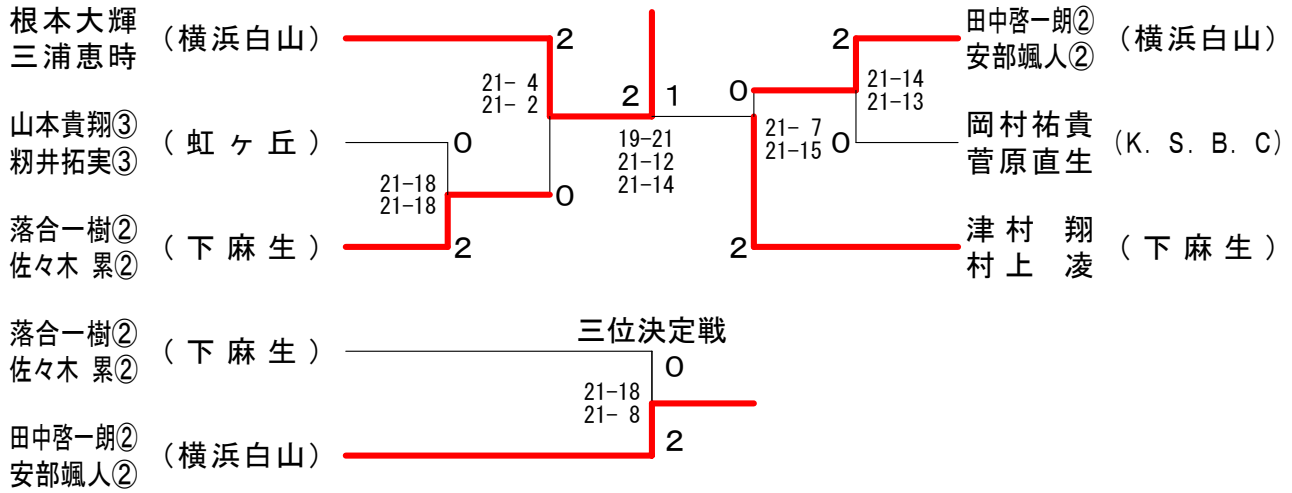 根本大輝
三浦恵時
(横浜白山)
2
21- 4
21- 2
山本貴翔③
籾井拓実③
(虹ヶ丘)
0
21-18
21-18
0
落合一樹②
佐々木 累②
(下麻生)
2
2 1
19-21
21-12
21-14
田中啓一朗②
安部颯人②
(横浜白山)
2
21-14
21-13
0
岡村祐貴
菅原直生
(K. S. B. C)
0
21- 7
21-15
2
津村 翔
村上 凌
(下麻生)
三位決定戦
落合一樹②
佐々木 累②
(下麻生)
0
21-18
21- 8
田中啓一朗②
安部颯人②
(横浜白山)
2